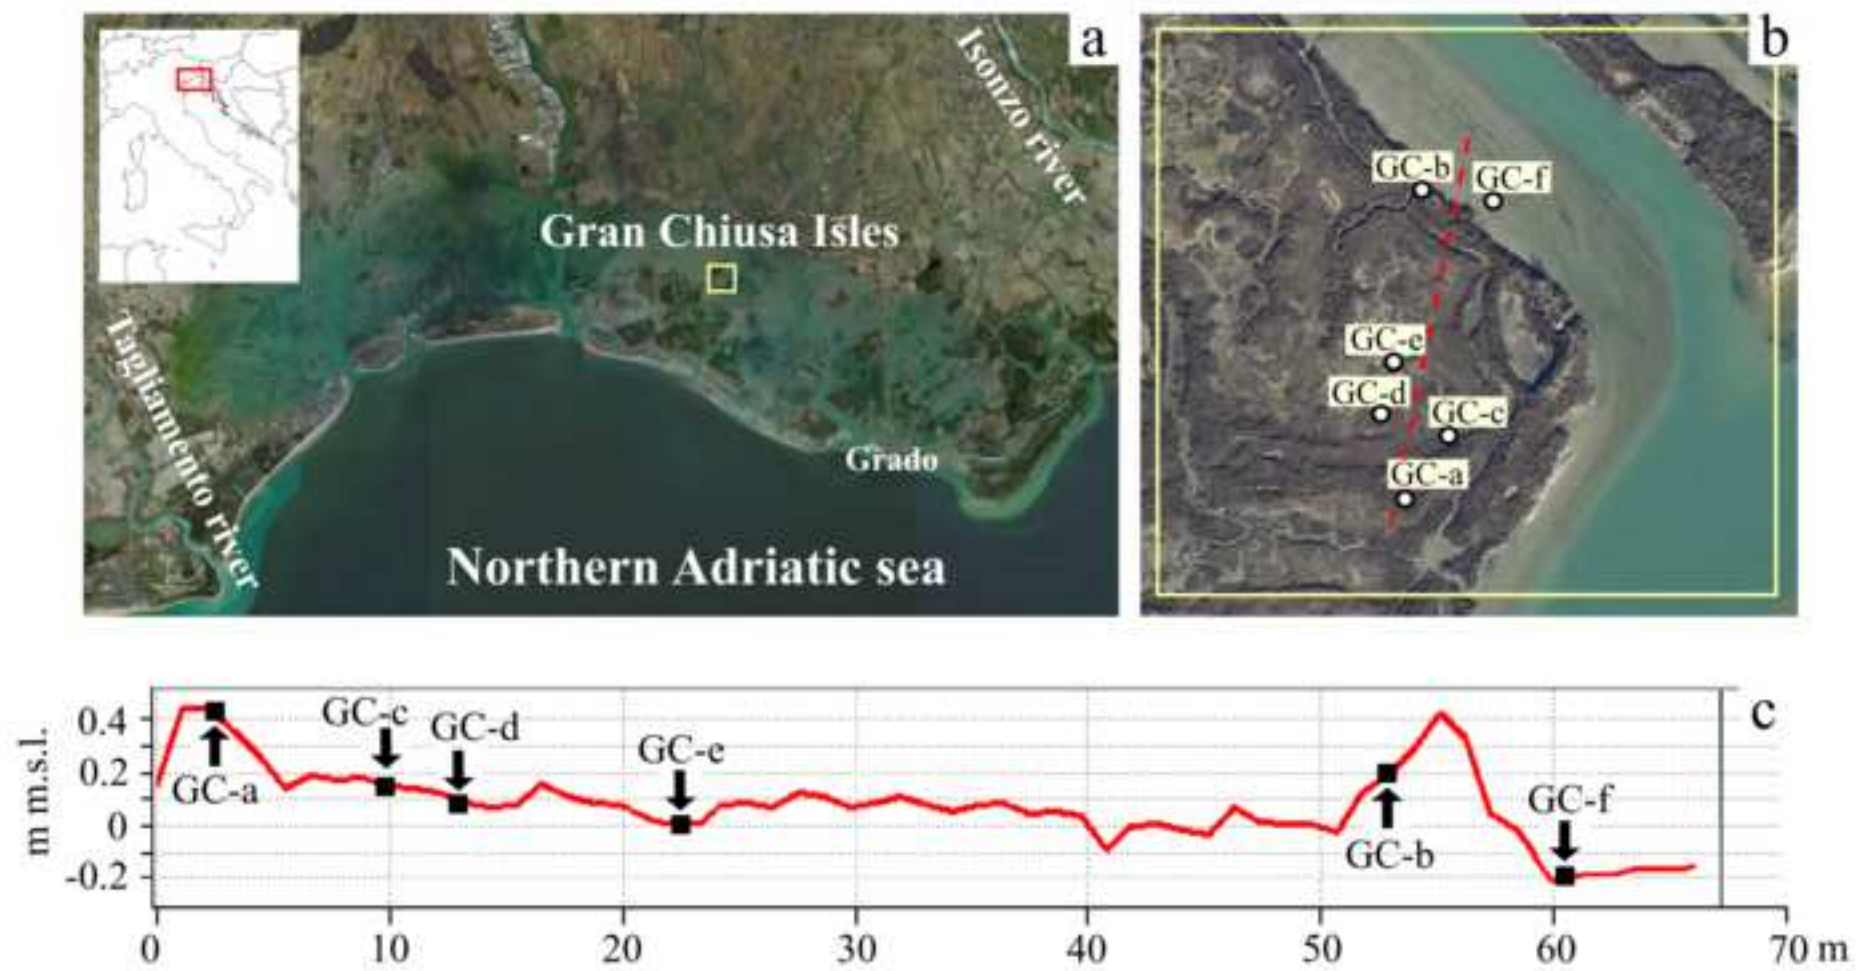 a
Isonzo river
Gran Chiusa Isles
Tagliamento river
Grado
Northern Adriatic sea
b
GC-b
GC-f
GC-e
GC-d
GC-c
GC-a
c
m m.s.l.
0.4
0.2
0
-0.2
GC-a
GC-c
GC-d
GC-e
GC-b
GC-f
0 10 20 30 40 50 60 70 m